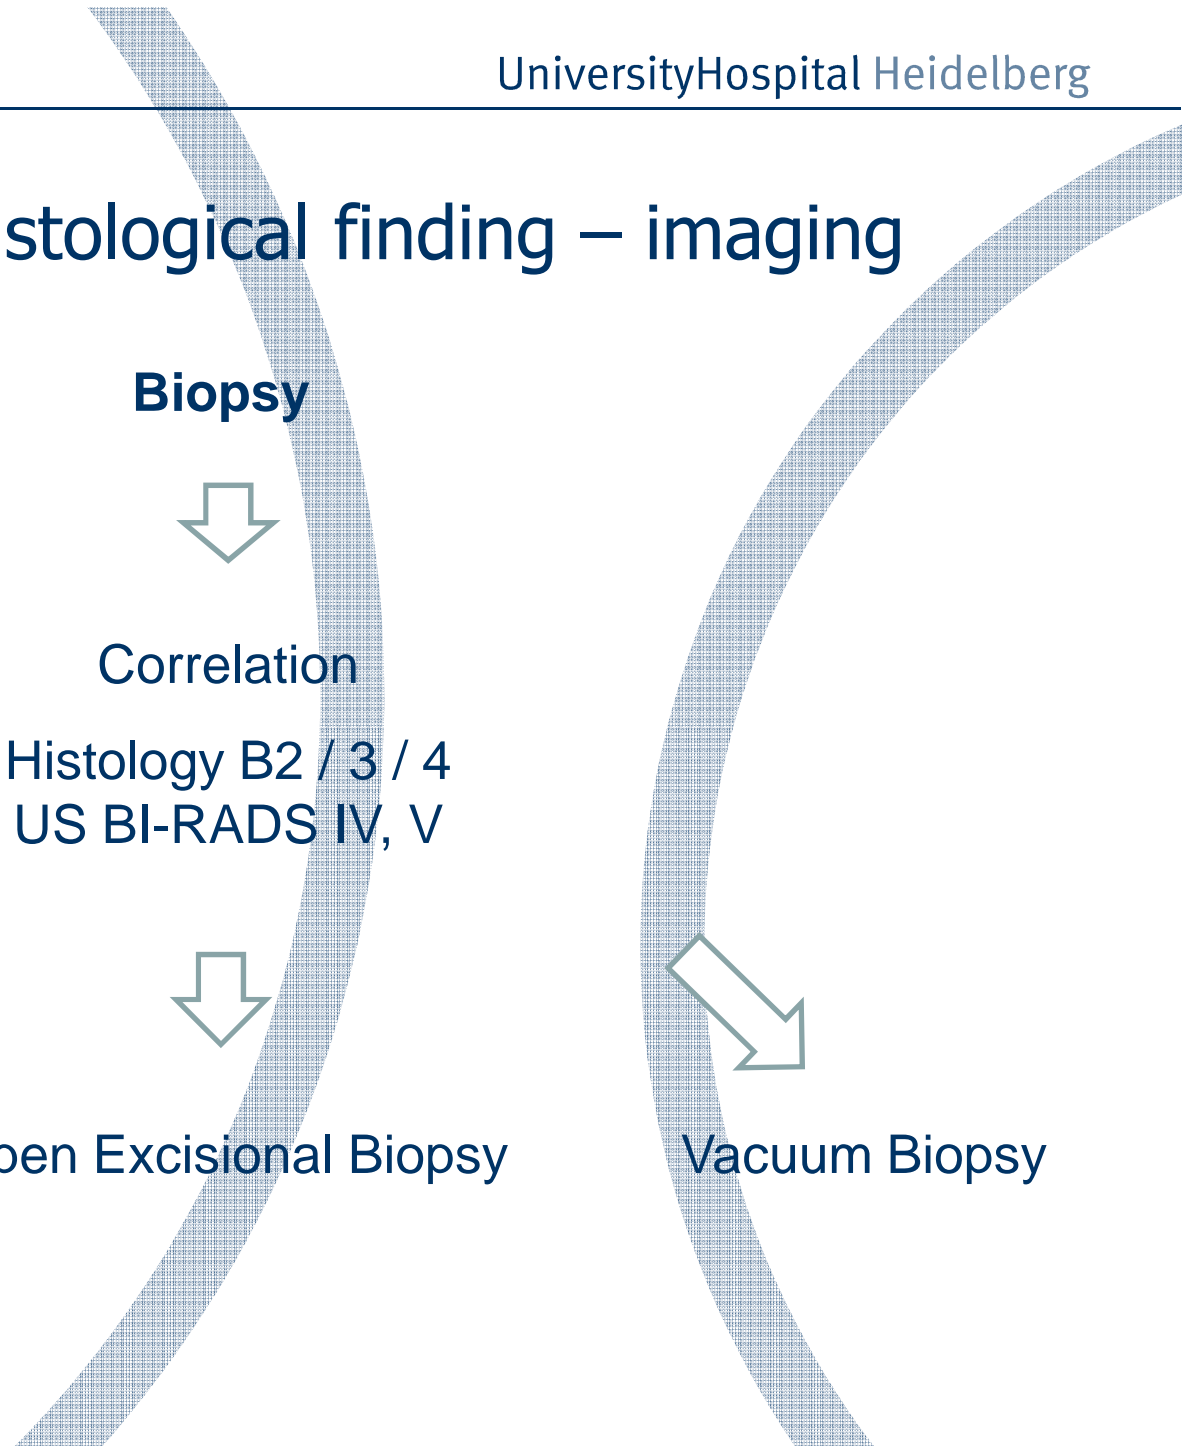 UniversityHospital Heidelberg
stological finding – imaging
Biopsy
Correlation
Histology B2 / 3 / 4
US BI-RADS IV, V
pen Excisional Biopsy
Vacuum Biopsy